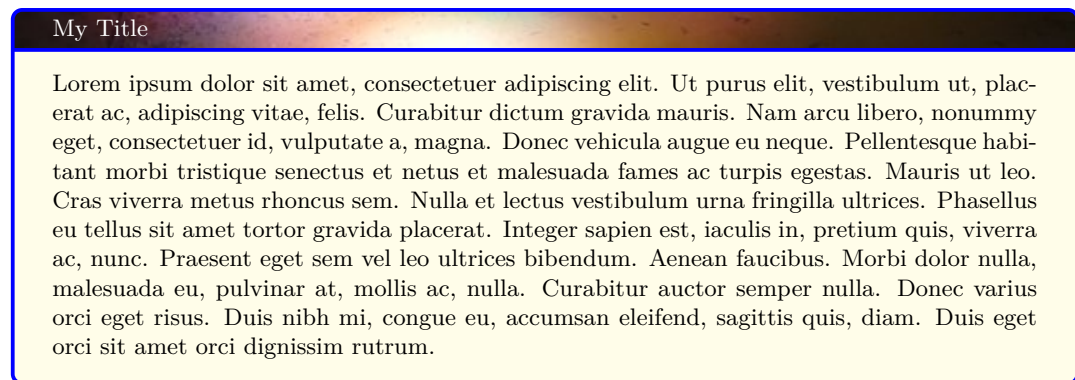 My Title
Lorem ipsum dolor sit amet, consectetuer adipiscing elit. Ut purus elit, vestibulum ut, plac-
erat ac, adipiscing vitae, felis. Curabitur dictum gravida mauris. Nam arcu libero, nonummy
eget, consectetuer id, vulputate a, magna. Donec vehicula augue eu neque. Pellentesque habi-
tant morbi tristique senectus et netus et malesuada fames ac turpis egestas. Mauris ut leo.
Cras viverra metus rhoncus sem. Nulla et lectus vestibulum urna fringilla ultrices. Phasellus
eu tellus sit amet tortor gravida placerat. Integer sapien est, iaculis in, pretium quis, viverra
ac, nunc. Praesent eget sem vel leo ultrices bibendum. Aenean faucibus. Morbi dolor nulla,
malesuada eu, pulvinar at, mollis ac, nulla. Curabitur auctor semper nulla. Donec varius
orci eget risus. Duis nibh mi, congue eu, accumsan eleifend, sagittis quis, diam. Duis eget
orci sit amet orci dignissim rutrum.